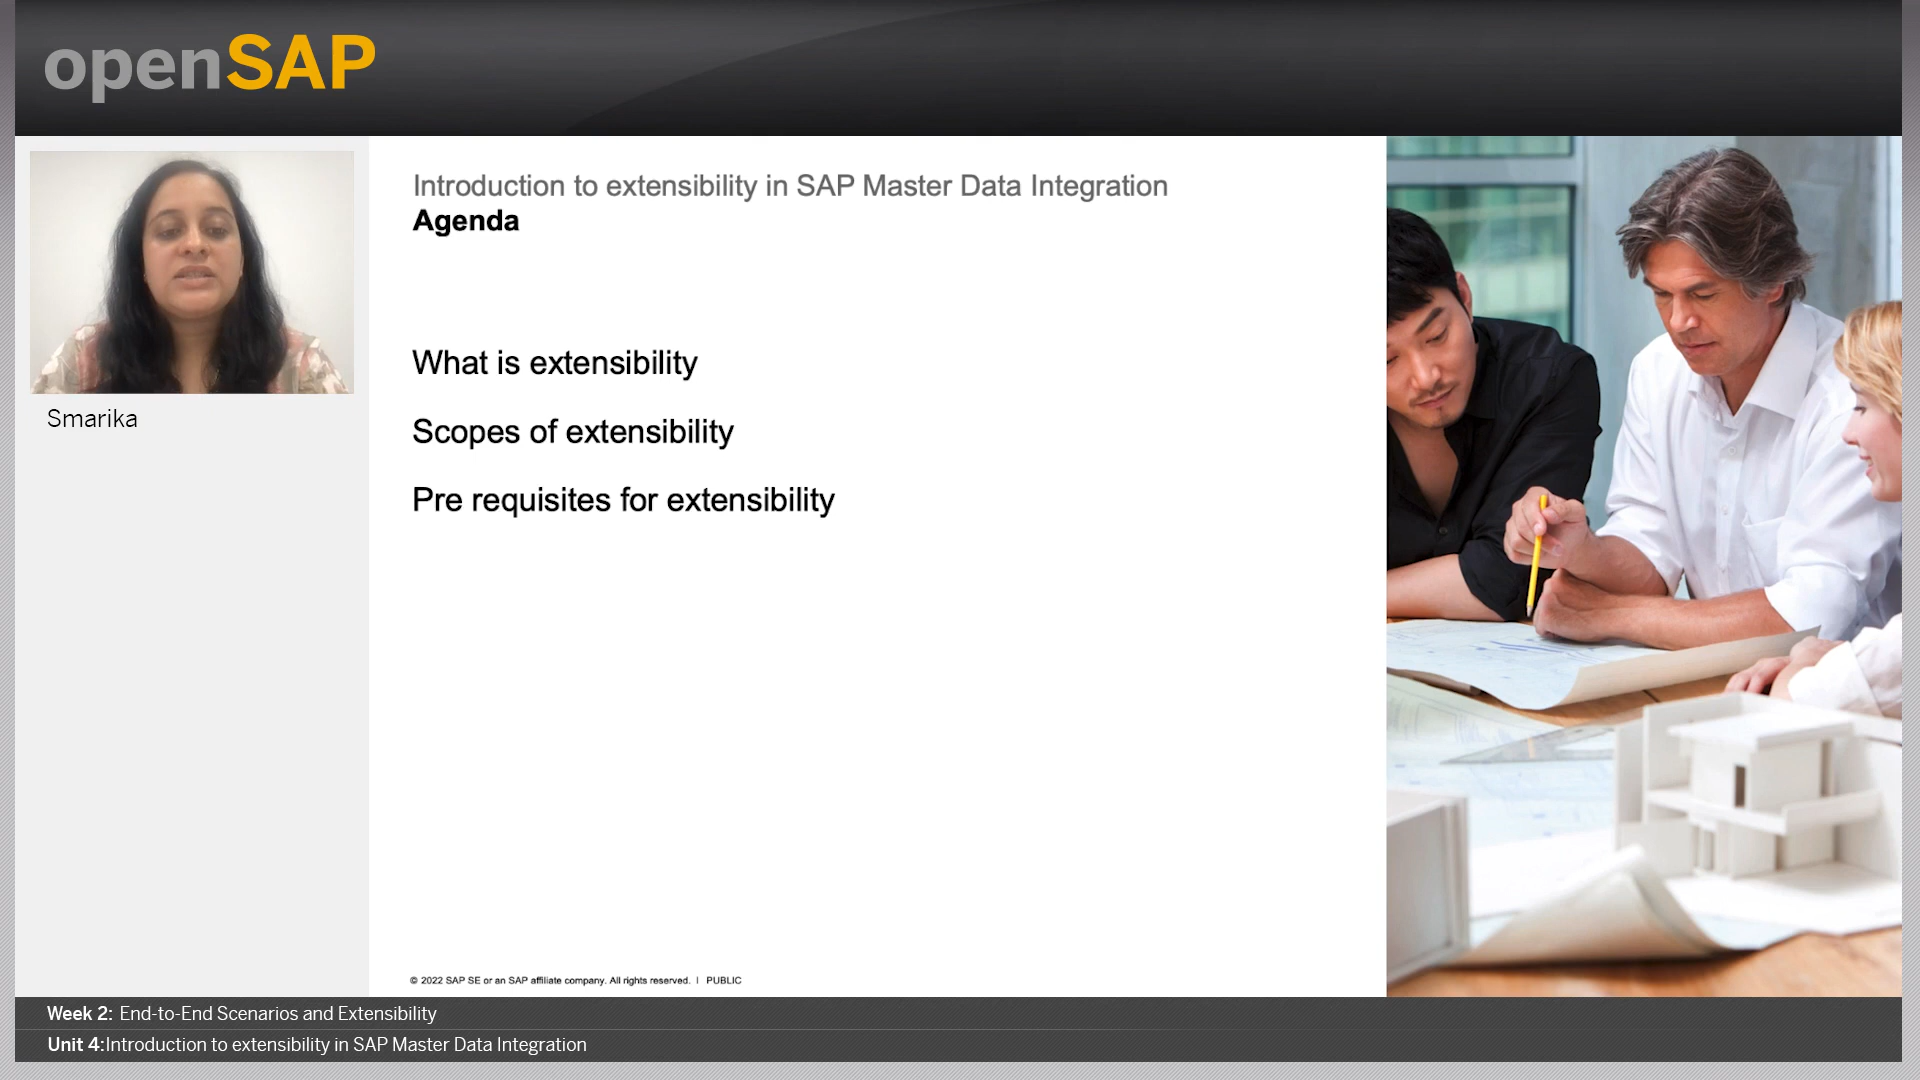 openSAP
Smarika
Introduction to extensibility in SAP Master Data Integration
Agenda
What is extensibility
Scopes of extensibility
Pre requisites for extensibility
© 2022 SAP SE or an SAP affiliate company. All rights reserved. I PUBLIC
Week 2: End-to-End Scenarios and Extensibility
Unit 4:Introduction to extensibility in SAP Master Data Integration